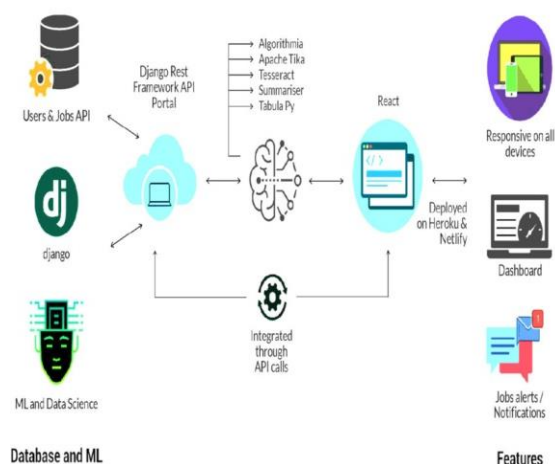 Users & Jobs API
dj
django
ML and Data Science
Database and ML
Django Rest
Framework API
Portal
Algorithmia
Apache Tika
Tesseract
Summariser
Tabula Py
Integrated
through
API calls
React
</>
Deployed
on Heroku &
Netlify
Responsive on all
devices
Dashboard
1
Jobs alerts /
Notifications
Features